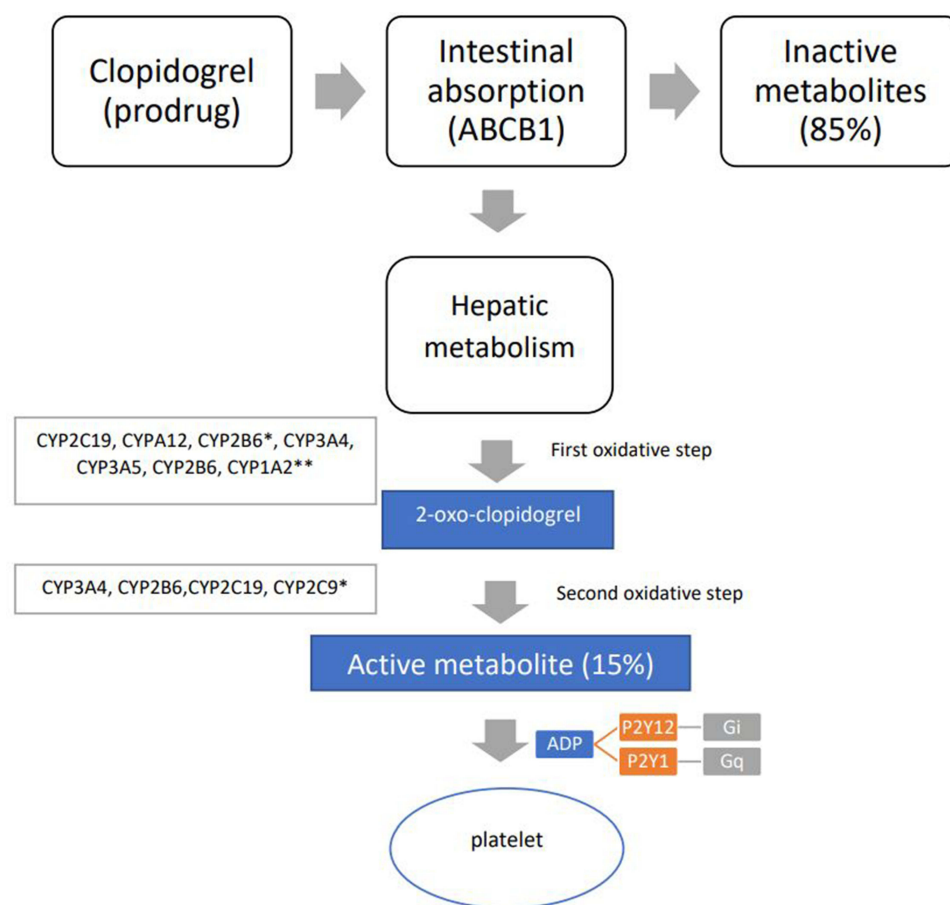 Clopidogrel
(prodrug)
Intestinal
absorption
(ABCB1)
Inactive
metabolites
(85%)
Hepatic
metabolism
CYP2C19, CYPA12, CYP2B6*, CYP3A4,
CYP3A5, CYP2B6, CYP1A2**
First oxidative step
2-oxo-clopidogrel
CYP3A4, CYP2B6,CYP2C19, CYP2C9*
Second oxidative step
Active metabolite (15%)
ADP
P2Y12
Gi
P2Y1
Gq
platelet